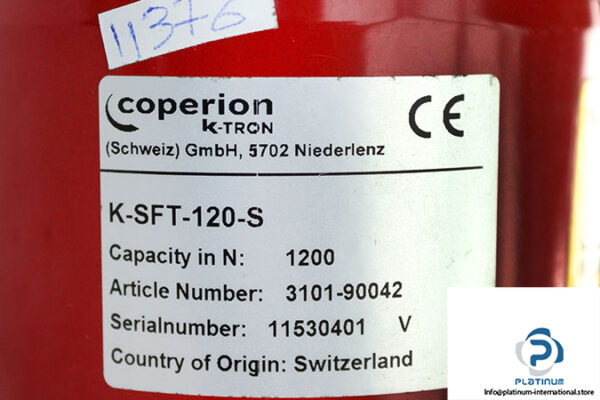 11376
coperion
K-TRON
(Schweiz) GmbH, 5702 Niederlenz
CE
K-SFT-120-S
Capacity in N: 1200
Article Number: 3101-90042
Serialnumber: 11530401 V
Country of Origin: Switzerland
PLATINUM
Info@platinum-international.store